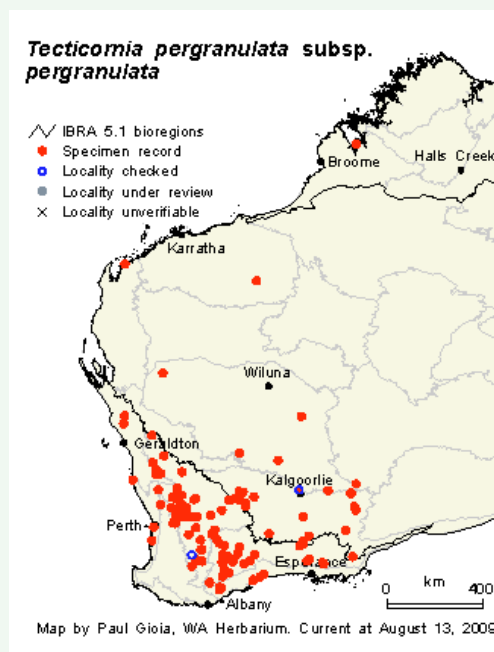 Tecticornia pergranulata subsp.
pergranulata
IBRA 5.1 bioregions
Specimen record
Locality checked
Locality under review
Locality unverifiable
Broome
Halls Creek
Karratha
Wiluna
Geraldton
Kalgoorlie
Perth
Esperance
Albany
km
0 400
Map by Paul Gioia, WA Herbarium. Current at August 13, 2009